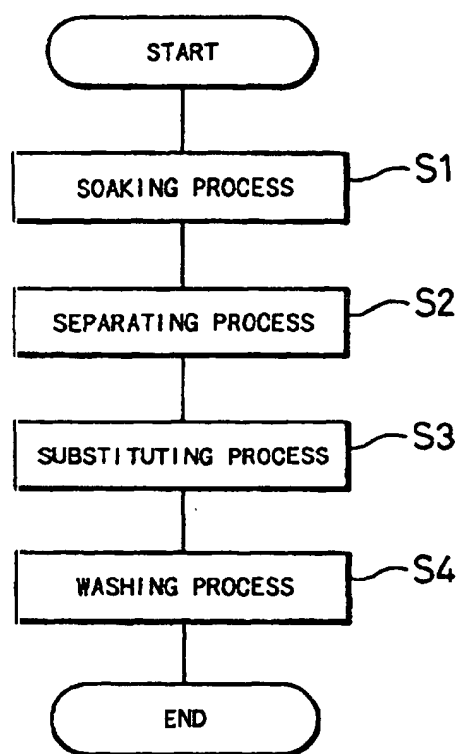 START
SOAKING PROCESS S1
SEPARATING PROCESS S2
SUBSTITUTING PROCESS S3
WASHING PROCESS S4
END